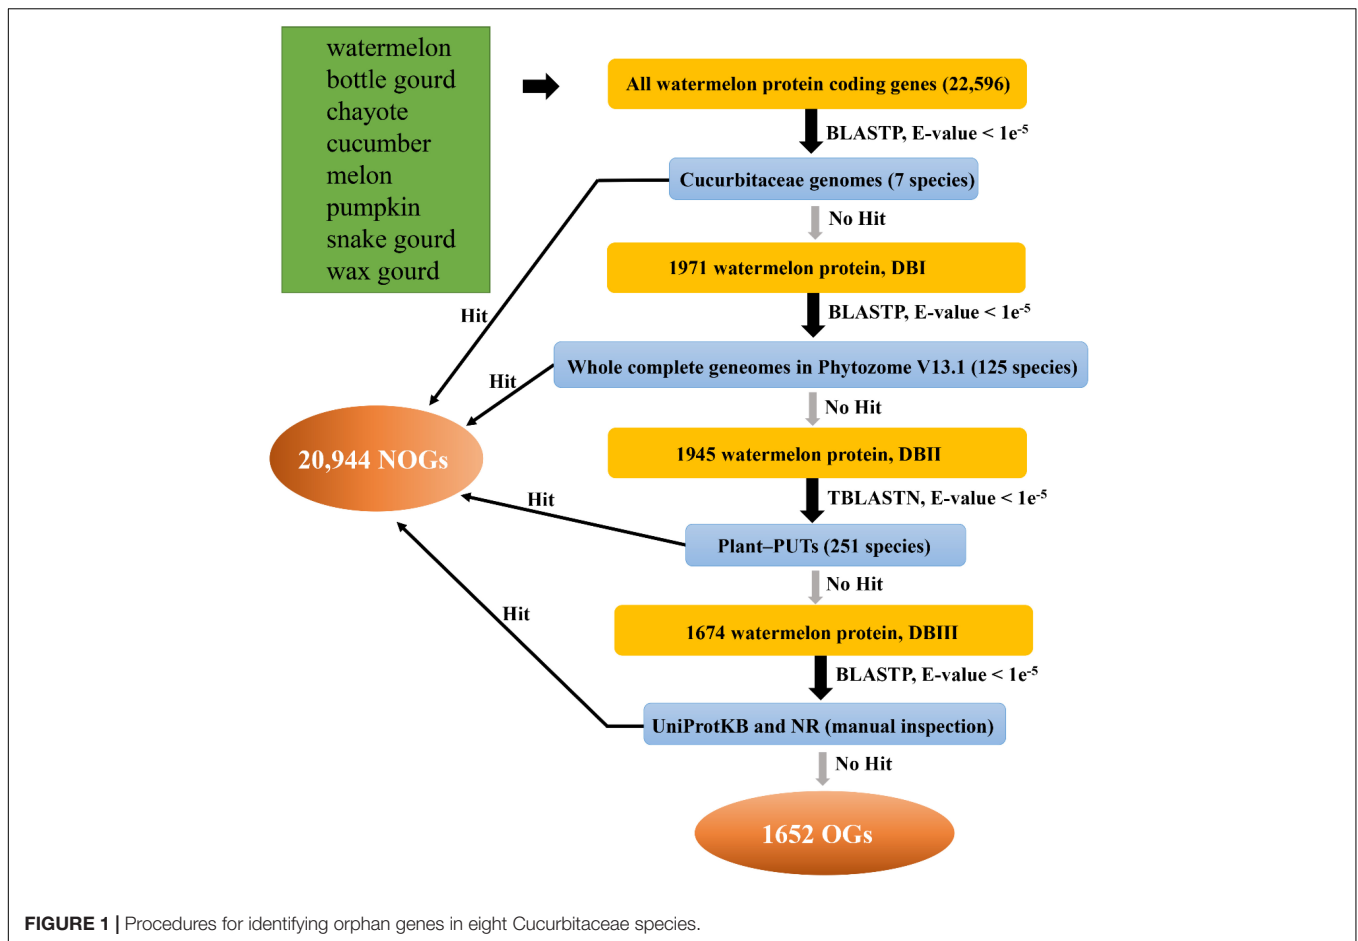 watermelon
bottle gourd
chayote
cucumber
melon
pumpkin
snake gourd
wax gourd
All watermelon protein coding genes (22,596)
BLASTP, E-value < 1e-5
Cucurbitaceae genomes (7 species)
No Hit
1971 watermelon protein, DBI
Hit
BLASTP, E-value < 1e-5
Whole complete geneomes in Phytozome V13.1 (125 species)
Hit
No Hit
20,944 NOGs
1945 watermelon protein, DBII
Hit
TBLASTN, E-value < 1e-5
Plant–PUTs (251 species)
No Hit
Hit
1674 watermelon protein, DBIII
BLASTP, E-value < 1e-5
UniProtKB and NR (manual inspection)
No Hit
1652 OGs
FIGURE 1 | Procedures for identifying orphan genes in eight Cucurbitaceae species.